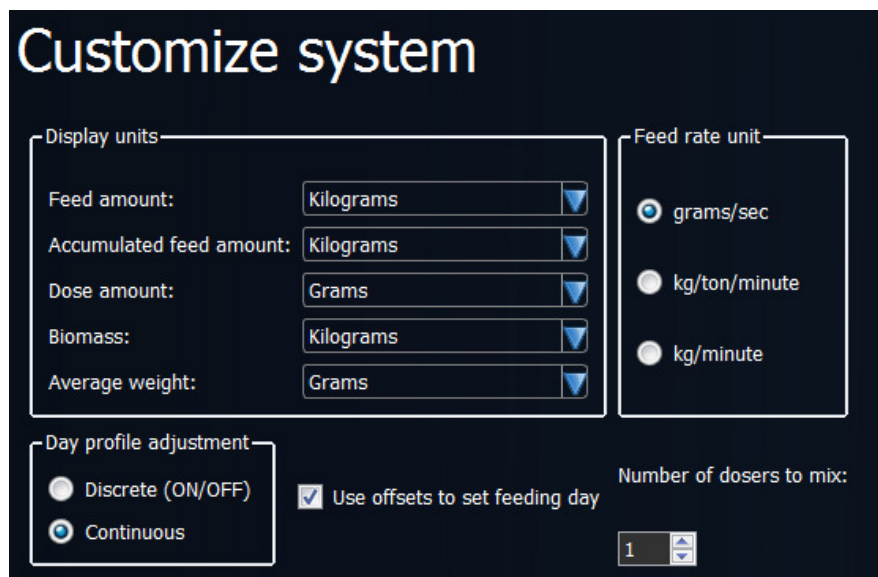 Customize system
Display units
Feed amount: Kilograms
Accumulated feed amount: Kilograms
Dose amount: Grams
Biomass: Kilograms
Average weight: Grams
Feed rate unit
grams/sec
kg/ton/minute
kg/minute
Day profile adjustment
Discrete (ON/OFF)
Continuous
Use offsets to set feeding day
Number of dosers to mix:
1